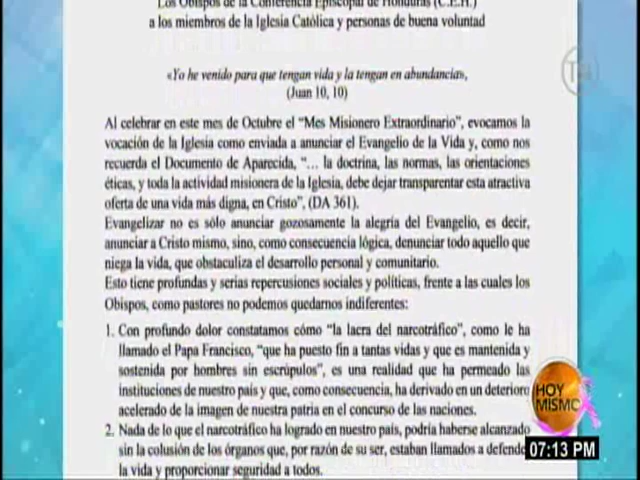 Los Obispos de la Conferencia Episcopal de Honduras (C.E.H.)
a los miembros de la Iglesia Católica y personas de buena voluntad
«Yo he venido para que tengan vida y la tengan en abundancia»,
(Juan 10, 10)
Al celebrar en este mes de Octubre el “Mes Misionero Extraordinario”, evocamos la
vocación de la Iglesia como enviada a anunciar el Evangelio de la Vida y, como nos
recuerda el Documento de Aparecida, “... la doctrina, las normas, las orientaciones
éticas, y toda la actividad misionera de la Iglesia, debe dejar transparentar esta atractiva
oferta de una vida más digna, en Cristo”, (DA 361).
Evangelizar no es sólo anunciar gozosamente la alegría del Evangelio, es decir,
anunciar a Cristo mismo, sino, como consecuencia lógica, denunciar todo aquello que
niega la vida, que obstaculiza el desarrollo personal y comunitario.
Esto tiene profundas y serias repercusiones sociales y políticas, frente a las cuales los
Obispos, como pastores no podemos quedarnos indiferentes:
1. Con profundo dolor constatamos cómo “la lacra del narcotráfico”, como le ha
llamado el Papa Francisco, “que ha puesto fin a tantas vidas y que es mantenida y
sostenida por hombres sin escrúpulos”, es una realidad que ha permeado las
instituciones de nuestro país y que, como consecuencia, ha derivado en un deterioro
acelerado de la imagen de nuestra patria en el concurso de las naciones.
2. Nada de lo que el narcotráfico ha logrado en nuestro país, podría haberse alcanzado
sin la colusión de los órganos que, por razón de su ser, estaban llamados a defender
la vida y proporcionar seguridad a todos.
HOY
MISMO
07:13 PM